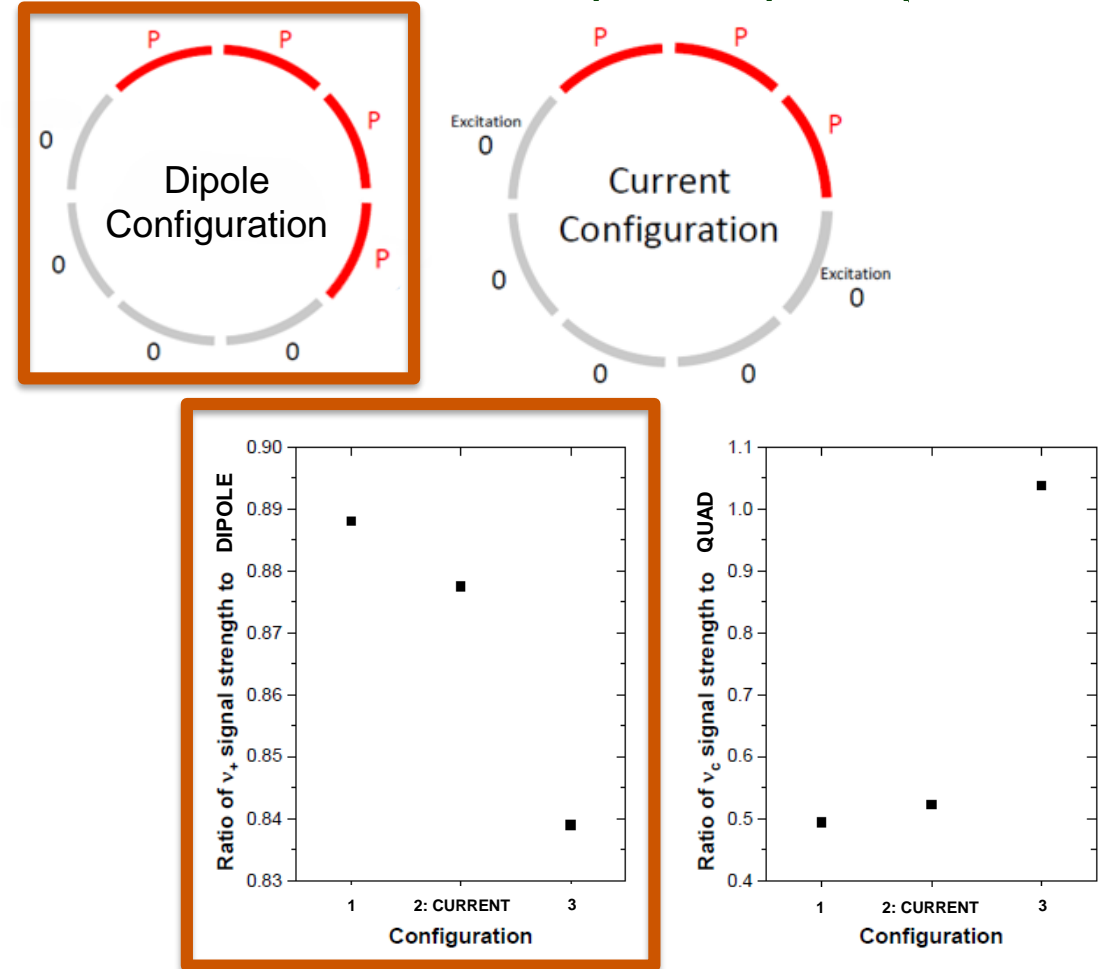 P
P
P
P
0
0
0
0
Dipole
Configuration
P
P
P
Excitation
0
Excitation
0
0
0
0
Current
Configuration
0.90
0.89
0.88
0.87
0.86
0.85
0.84
0.83
Ratio of ν+ signal strength to DIPOLE
1
2: CURRENT
3
Configuration
1.1
1.0
0.9
0.8
0.7
0.6
0.5
0.4
Ratio of νc signal strength to QUAD
1
2: CURRENT
3
Configuration